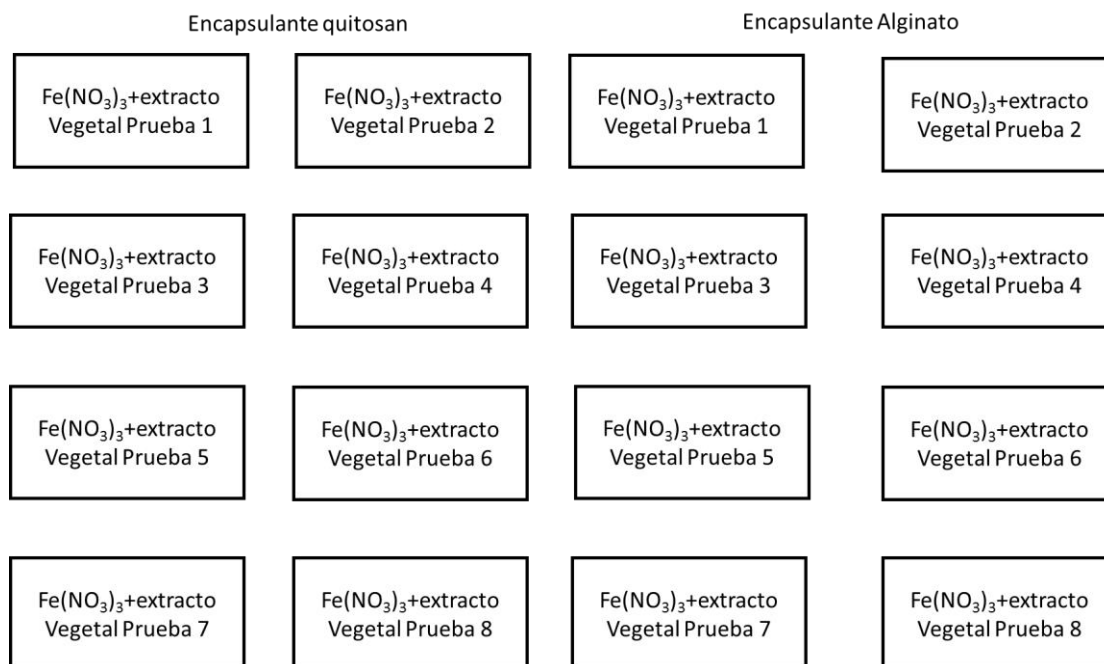 Encapsulante quitosan
Encapsulante Alginato
Fe(NO₃)₃+extracto
Vegetal Prueba 1
Fe(NO₃)₃+extracto
Vegetal Prueba 2
Fe(NO₃)₃+extracto
Vegetal Prueba 1
Fe(NO₃)₃+extracto
Vegetal Prueba 2
Fe(NO₃)₃+extracto
Vegetal Prueba 3
Fe(NO₃)₃+extracto
Vegetal Prueba 4
Fe(NO₃)₃+extracto
Vegetal Prueba 3
Fe(NO₃)₃+extracto
Vegetal Prueba 4
Fe(NO₃)₃+extracto
Vegetal Prueba 5
Fe(NO₃)₃+extracto
Vegetal Prueba 6
Fe(NO₃)₃+extracto
Vegetal Prueba 5
Fe(NO₃)₃+extracto
Vegetal Prueba 6
Fe(NO₃)₃+extracto
Vegetal Prueba 7
Fe(NO₃)₃+extracto
Vegetal Prueba 8
Fe(NO₃)₃+extracto
Vegetal Prueba 7
Fe(NO₃)₃+extracto
Vegetal Prueba 8